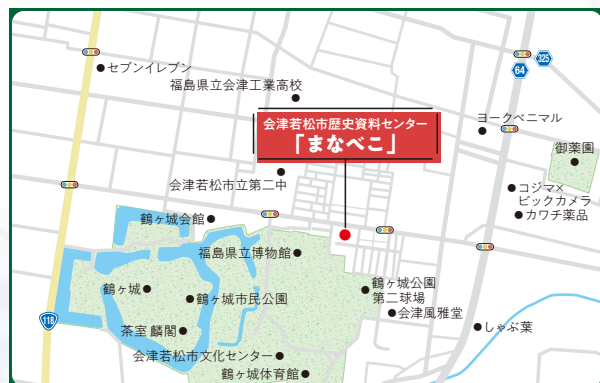 セブンイレブン
福島県立会津工業高校
325
64
会津若松市歴史資料センター
「まなべこ」
ヨークベニマル
御薬園
会津若松市立第二中
コジマ×
ビックカメラ
カワチ薬品
鶴ヶ城会館
福島県立博物館
鶴ヶ城
鶴ヶ城市民公園
鶴ヶ城公園
第二球場
会津風雅堂
118
茶室 麟閣
しゃぶ葉
会津若松市文化センター
鶴ヶ城体育館